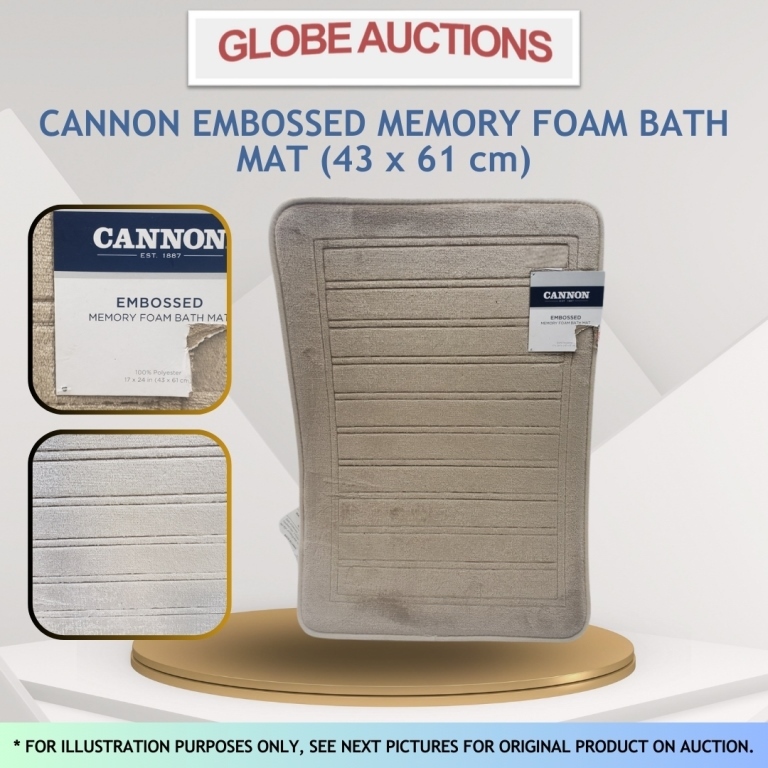 GLOBE AUCTIONS
CANNON EMBOSSED MEMORY FOAM BATH
MAT (43 x 61 cm)
CANNON
EST. 1887
EMBOSSED
MEMORY FOAM BATH MAT
100% Polyester
17 x 24 in (43 x 61 cm
CANNON
EMBOSSED
MEMORY FOAM BATH MAT
* FOR ILLUSTRATION PURPOSES ONLY, SEE NEXT PICTURES FOR ORIGINAL PRODUCT ON AUCTION.